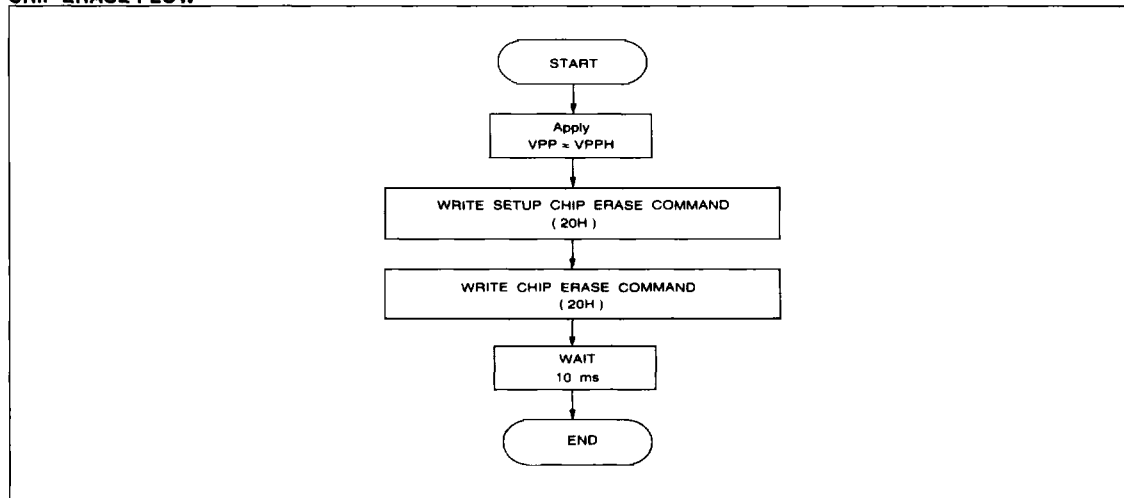 START
Apply
VPP = VPPH
WRITE SETUP CHIP ERASE COMMAND
( 20H )
WRITE CHIP ERASE COMMAND
( 20H )
WAIT
10 ms
END